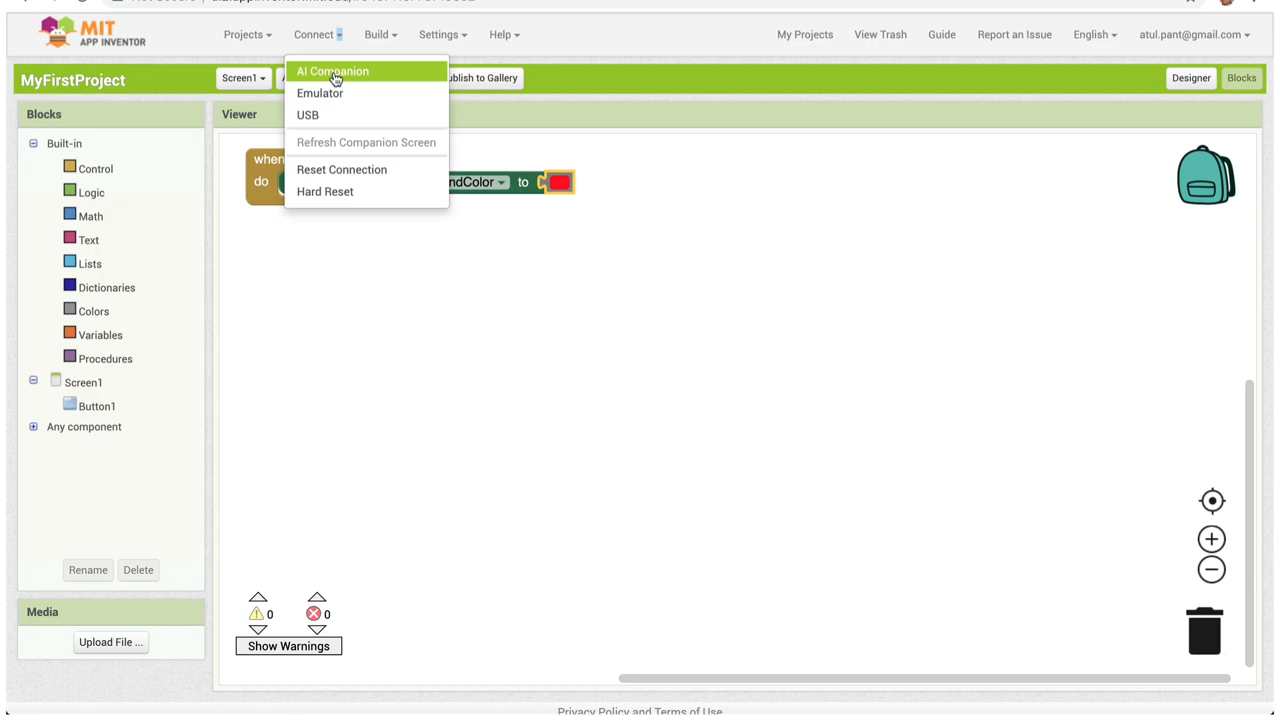 MIT
APP INVENTOR
Projects
Connect
Build
Settings
Help
My Projects
View Trash
Guide
Report an Issue
English
atul.pant@gmail.com
MyFirstProject
Screen1
to Gallery
Designer
Blocks
AI Companion
Emulator
USB
Refresh Companion Screen
Reset Connection
Hard Reset
Blocks
Built-in
Control
Logic
Math
Text
Lists
Dictionaries
Colors
Variables
Procedures
Screen1
Button1
Any component
Rename
Delete
Media
Upload File ...
Viewer
when
do
to
0
0
Show Warnings
Privacy Policy and Terms of Use